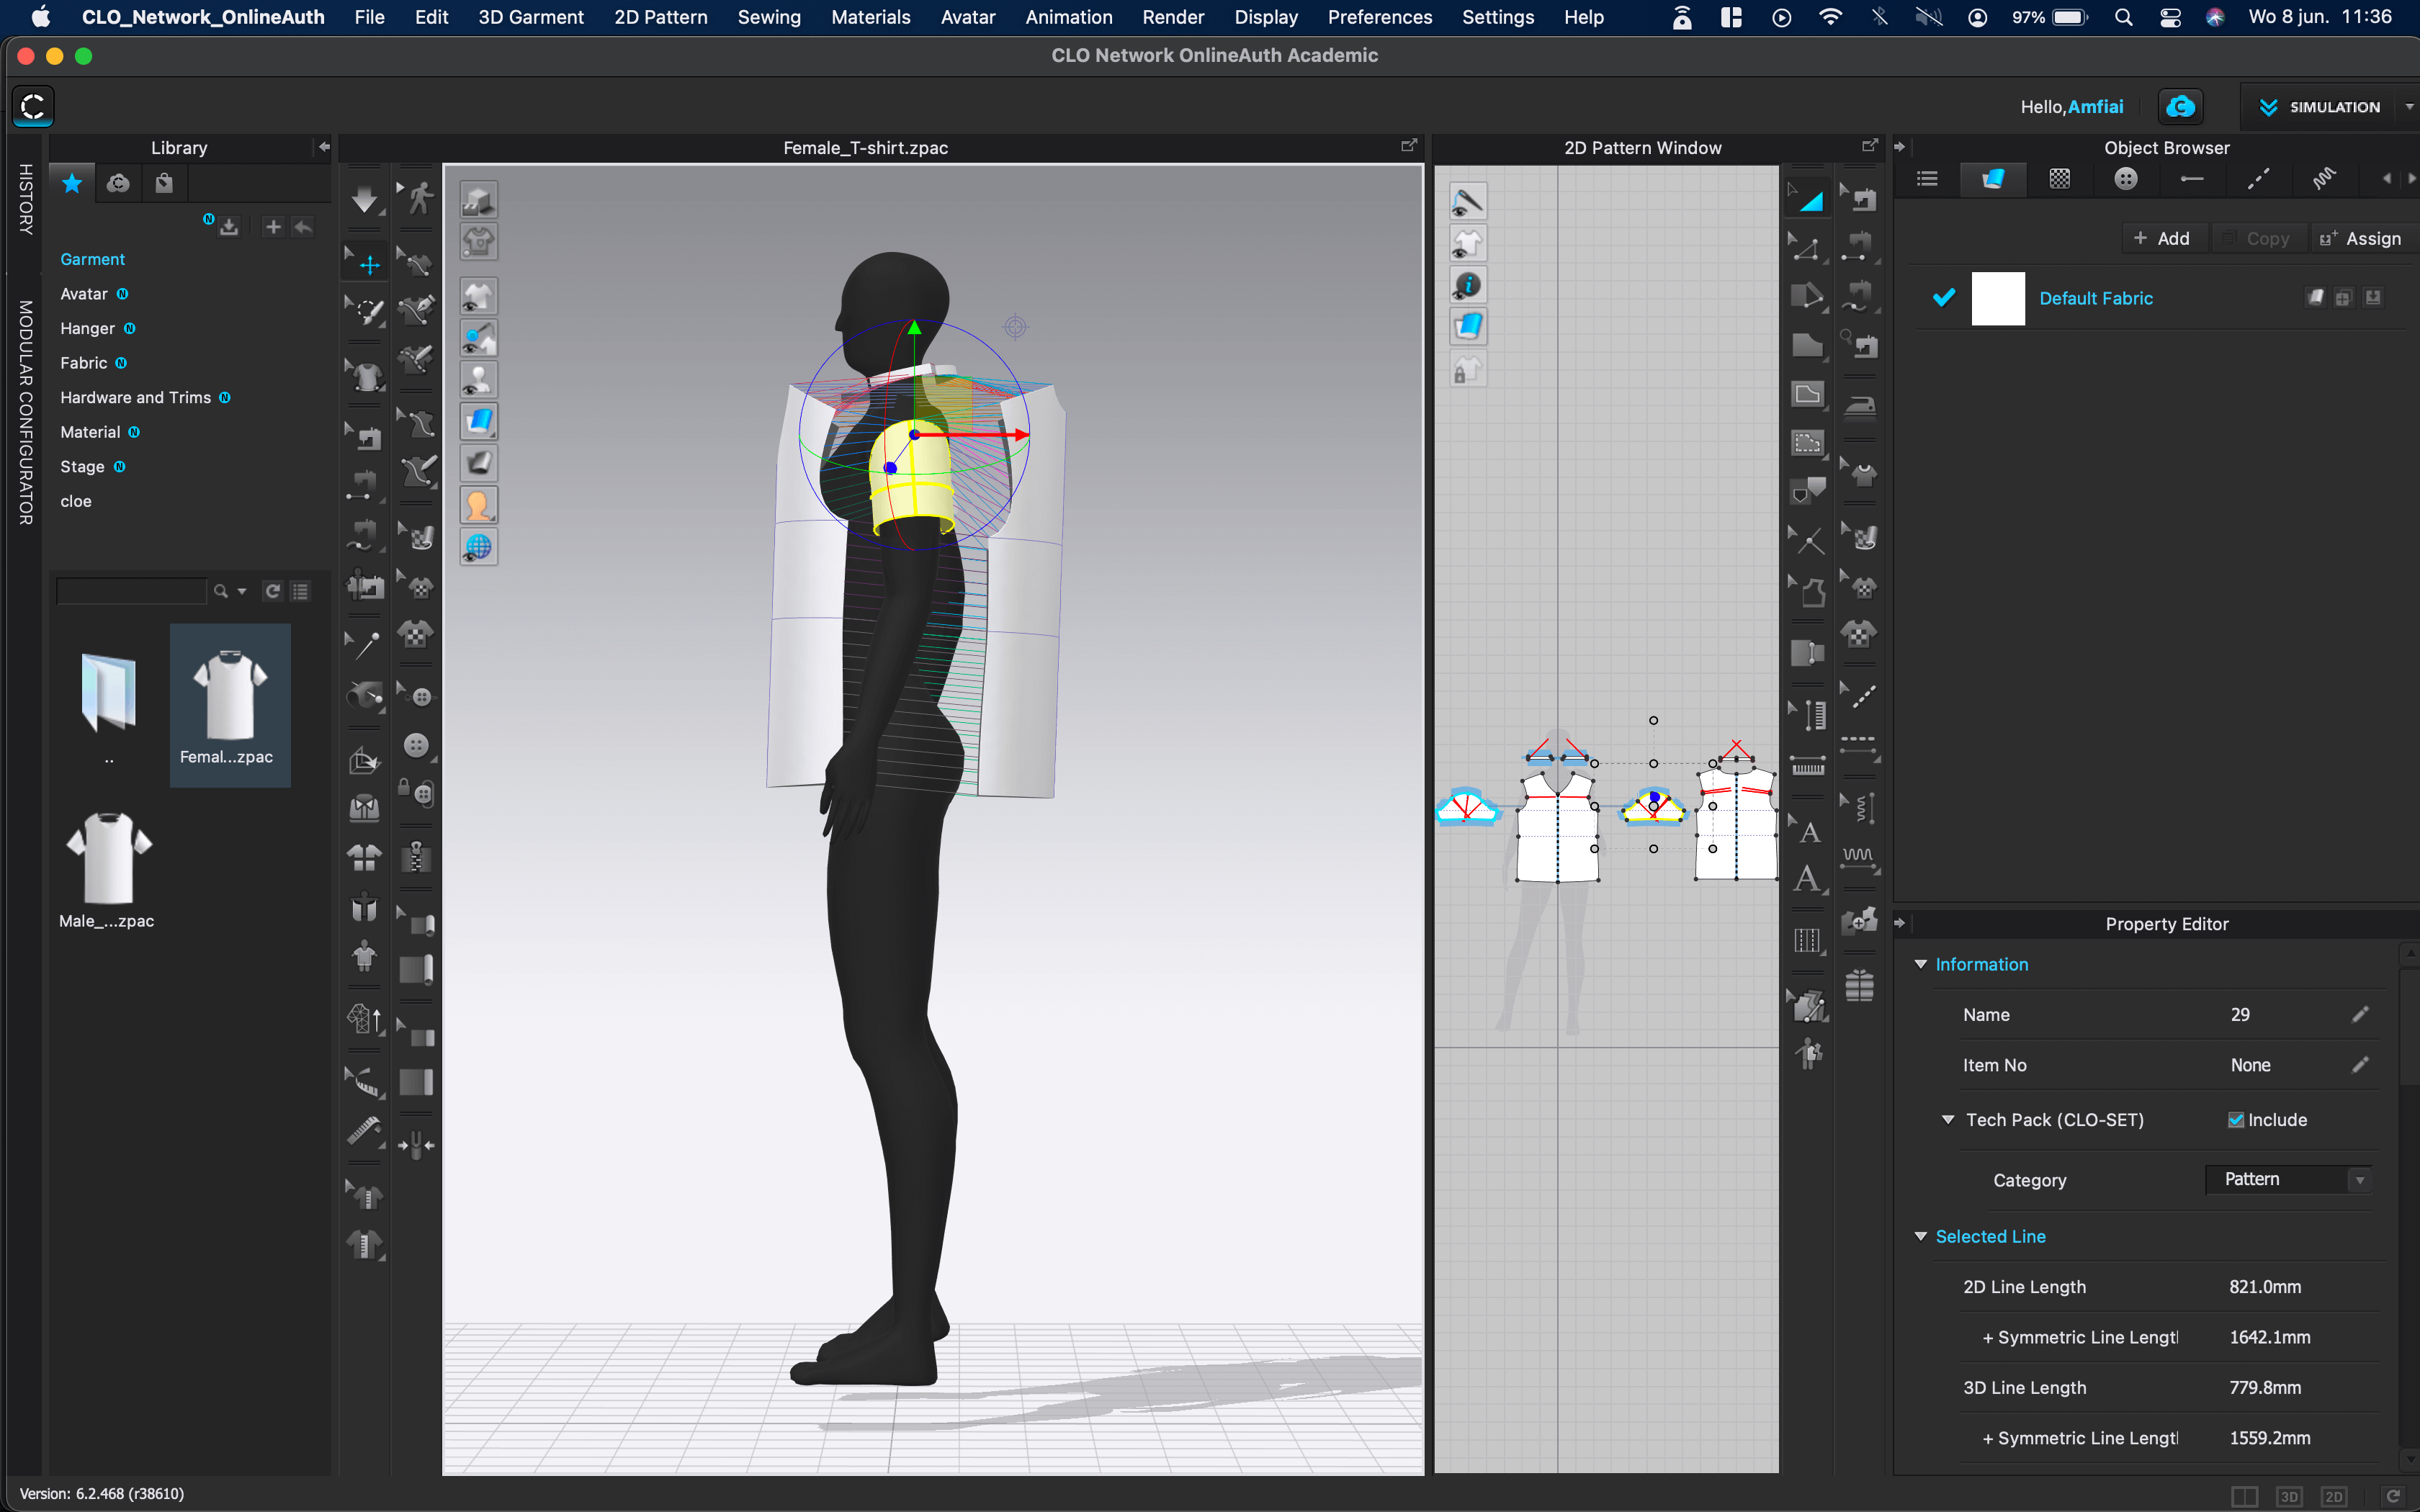 CLO_Network_OnlineAuth File Edit 3D Garment 2D Pattern Sewing Materials Avatar Animation Render Display Preferences Settings Help 97% Wo 8 jun. 11:36
CLO Network OnlineAuth Academic
Hello,Amfiai
SIMULATION
HISTORY
MODULAR CONFIGURATOR
Library
Garment
Avatar N
Hanger N
Fabric N
Hardware and Trims N
Material N
Stage N
cloe
..
Femal...zpac
Male_...zpac
Female_T-shirt.zpac
2D Pattern Window
Object Browser
+ Add
Copy
Assign
Default Fabric
Property Editor
Information
Name 29
Item No None
Tech Pack (CLO-SET) Include
Category Pattern
Selected Line
2D Line Length 821.0mm
+ Symmetric Line Lengt 1642.1mm
3D Line Length 779.8mm
+ Symmetric Line Lengt 1559.2mm
Version: 6.2.468 (r38610)
3D 2D